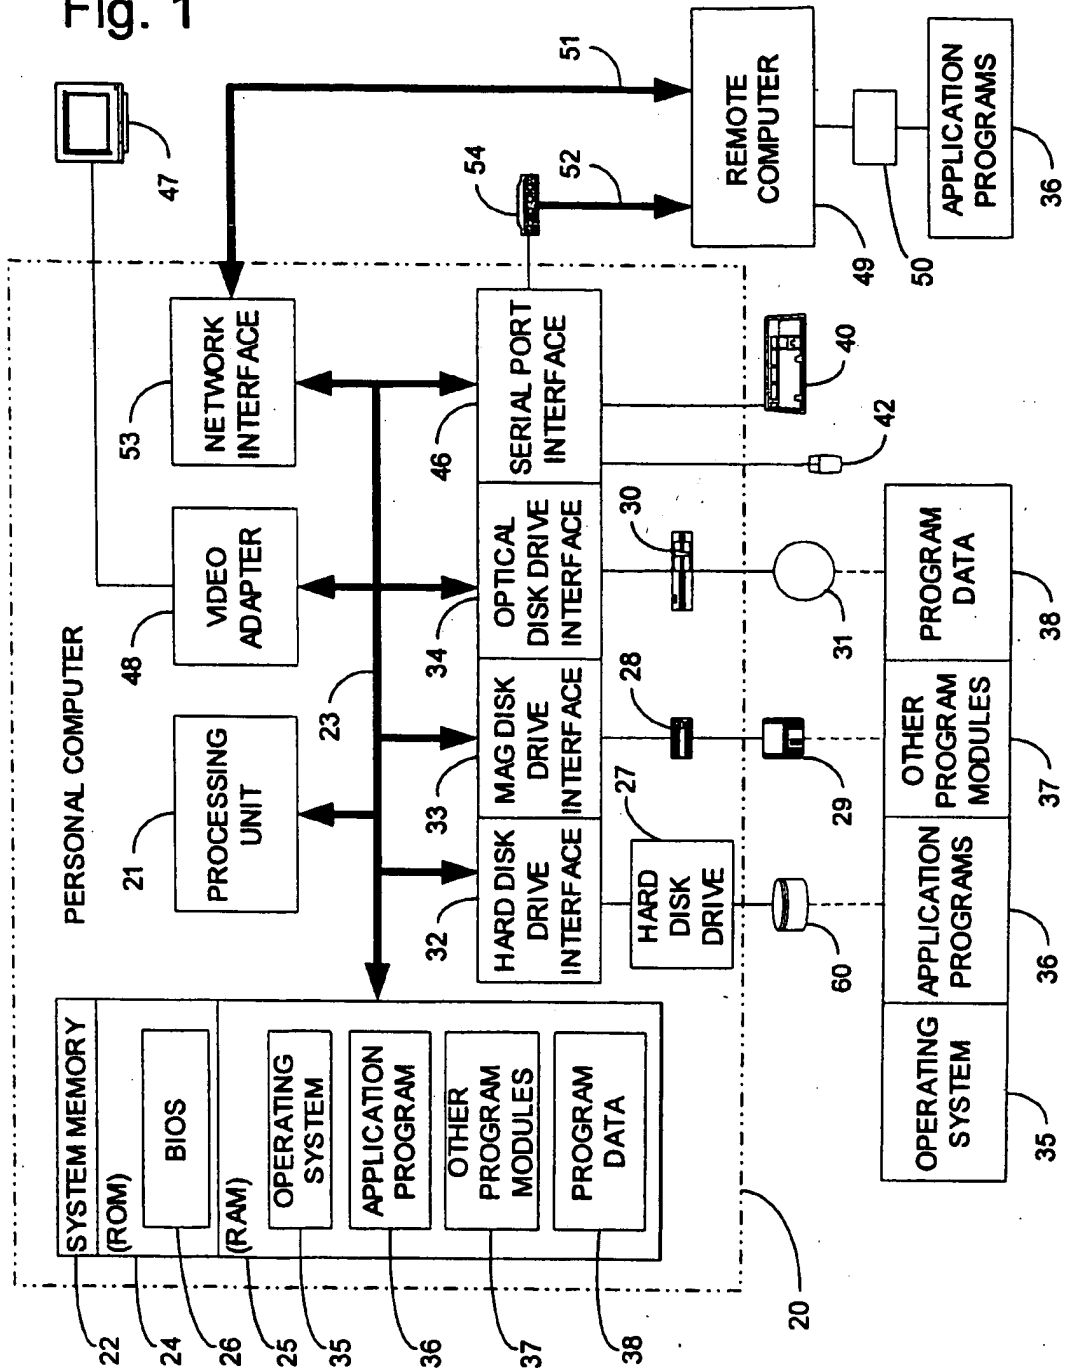 Fig. 1
PERSONAL COMPUTER
SYSTEM MEMORY
22
(ROM)
24
BIOS
26
(RAM)
25
OPERATING
SYSTEM
35
APPLICATION
PROGRAM
36
OTHER
PROGRAM
MODULES
37
PROGRAM
DATA
38
PROCESSING
UNIT
21
VIDEO
ADAPTER
48
NETWORK
INTERFACE
53
47
23
HARD DISK
DRIVE
INTERFACE
32
MAG DISK
DRIVE
INTERFACE
33
OPTICAL
DISK DRIVE
INTERFACE
34
SERIAL PORT
INTERFACE
46
54
52
51
HARD
DISK
DRIVE
27
28
30
60
29
31
42
40
20
REMOTE
COMPUTER
49
50
APPLICATION
PROGRAMS
36
OPERATING
SYSTEM
35
APPLICATION
PROGRAMS
36
OTHER
PROGRAM
MODULES
37
PROGRAM
DATA
38